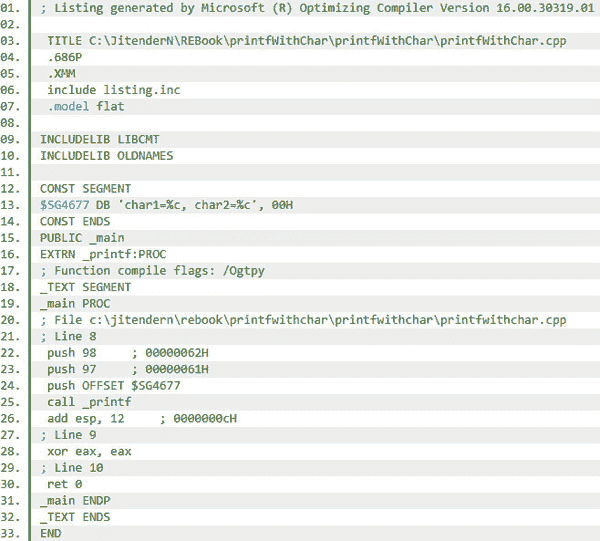 01. ; Listing generated by Microsoft (R) Optimizing Compiler Version 16.00.30319.01
02.
03. TITLE C:\JitenderN\REBook\printfWithChar\printfWithChar\printfWithChar.cpp
04. .686P
05. .XMM
06. include listing.inc
07. .model flat
08.
09. INCLUDELIB LIBCMT
10. INCLUDELIB OLDNAMES
11.
12. CONST SEGMENT
13. $SG4677 DB 'char1=%c, char2=%c', 00H
14. CONST ENDS
15. PUBLIC _main
16. EXTRN _printf:PROC
17. ; Function compile flags: /Ogtpy
18. _TEXT SEGMENT
19. _main PROC
20. ; File c:\jitendern\rebook\printfwithchar\printfwithchar\printfwithchar.cpp
21. ; Line 8
22. push 98 ; 00000062H
23. push 97 ; 00000061H
24. push OFFSET $SG4677
25. call _printf
26. add esp, 12 ; 0000000cH
27. ; Line 9
28. xor eax, eax
29. ; Line 10
30. ret 0
31. _main ENDP
32. _TEXT ENDS
33. END